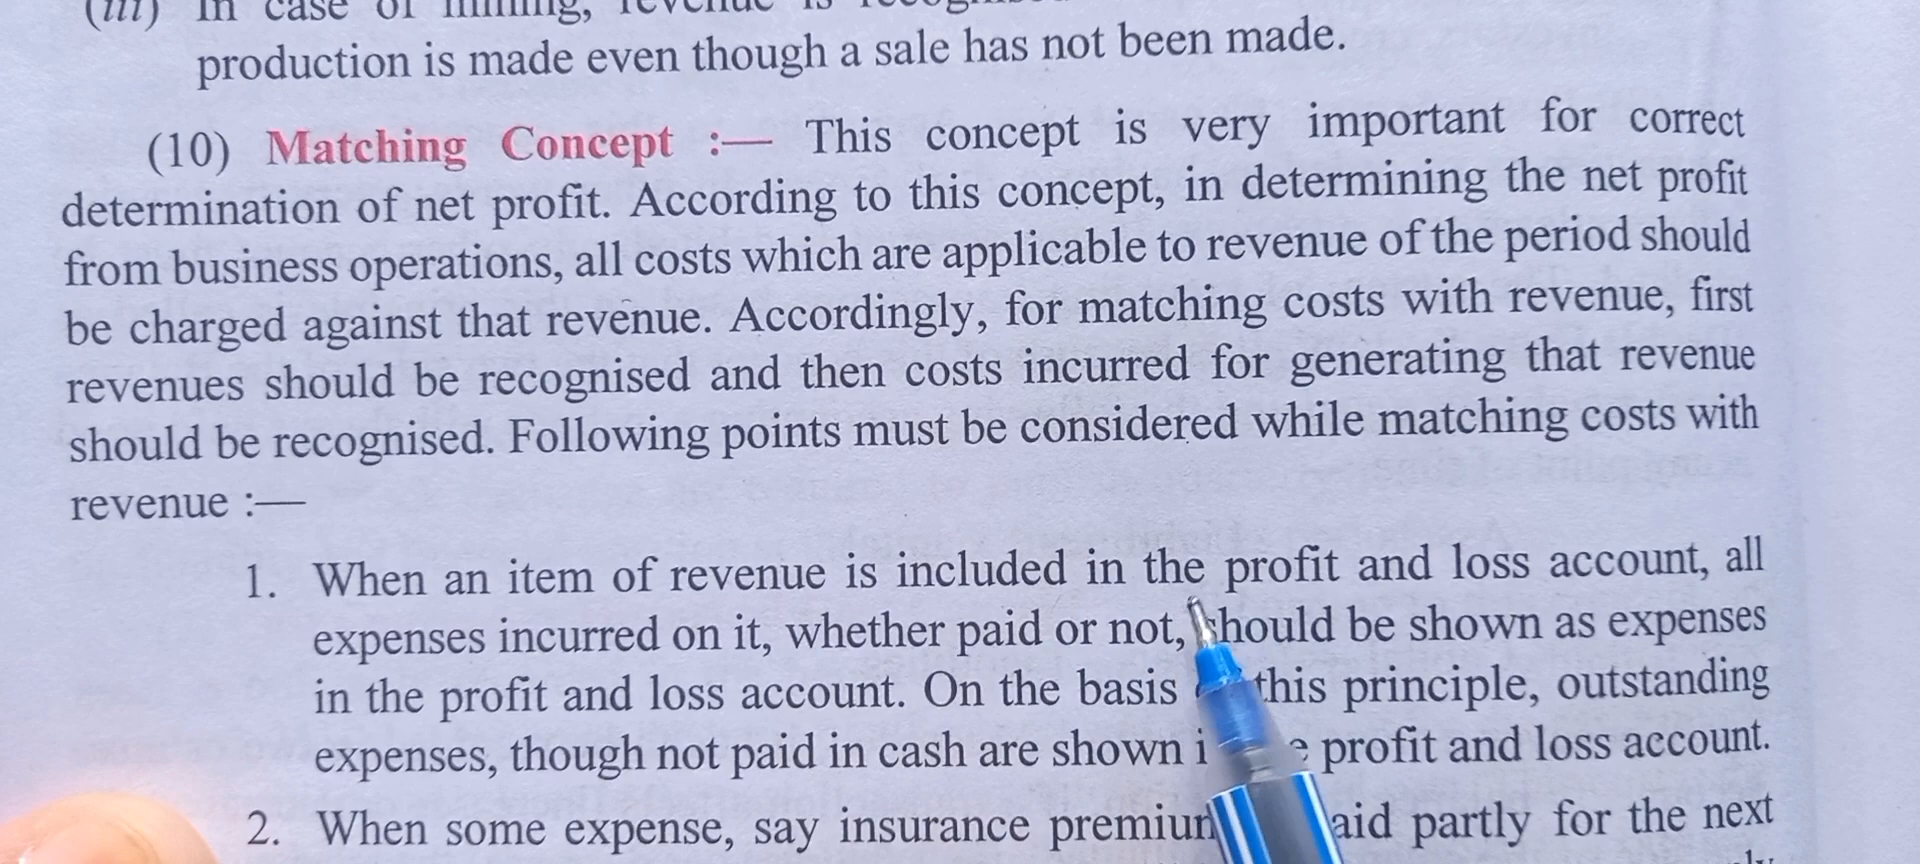 (iii) In case of mining, revenue is
production is made even though a sale has not been made.
(10) Matching Concept :— This concept is very important for correct
determination of net profit. According to this concept, in determining the net profit
from business operations, all costs which are applicable to revenue of the period should
be charged against that revenue. Accordingly, for matching costs with revenue, first
revenues should be recognised and then costs incurred for generating that revenue
should be recognised. Following points must be considered while matching costs with
revenue :—
1. When an item of revenue is included in the profit and loss account, all
expenses incurred on it, whether paid or not, should be shown as expenses
in the profit and loss account. On the basis this principle, outstanding
expenses, though not paid in cash are shown profit and loss account.
2. When some expense, say insurance partly for the next